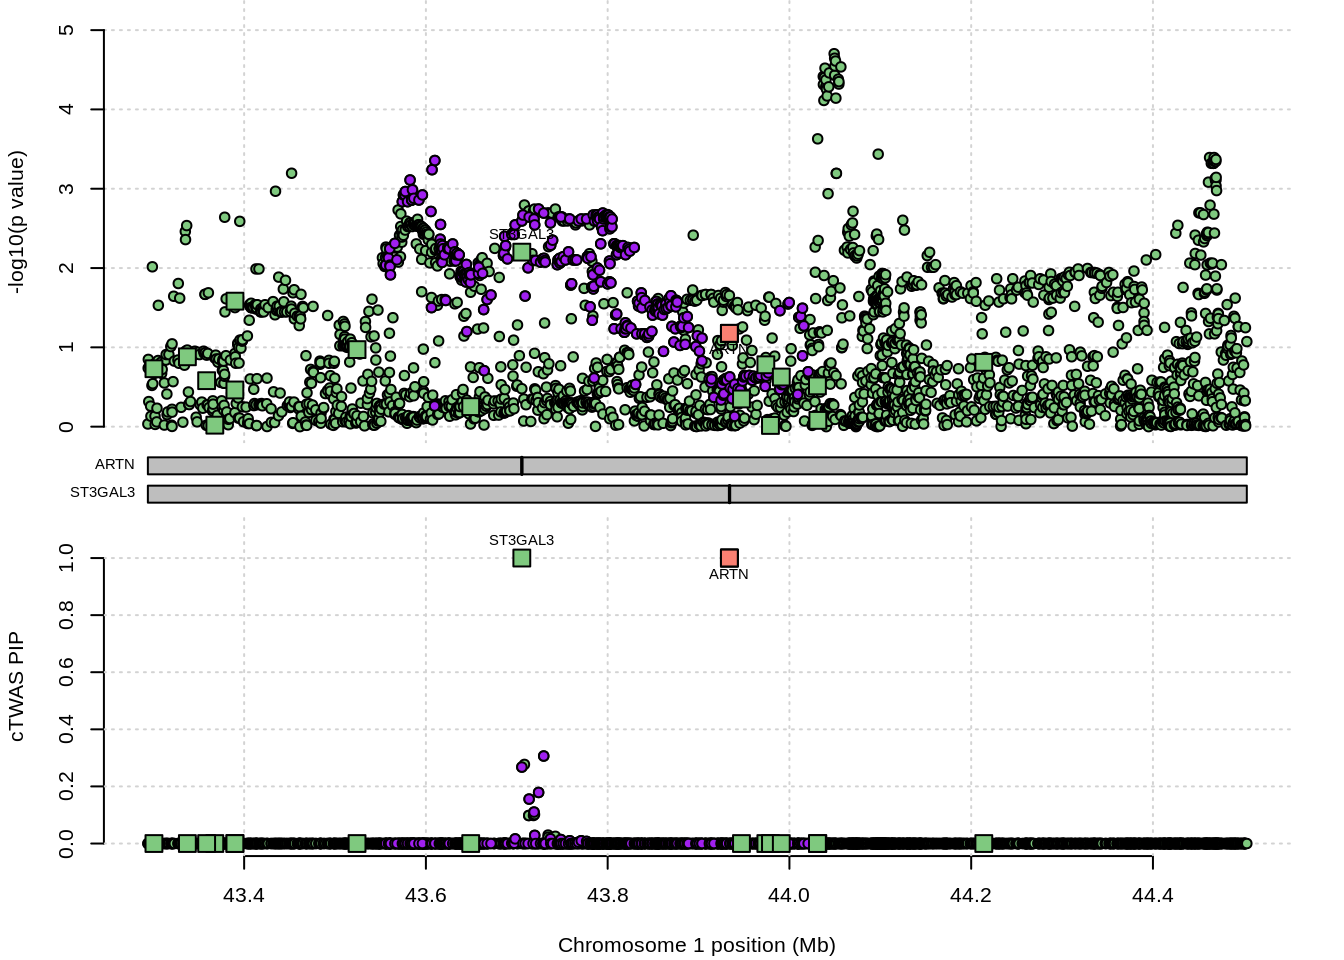 5
4
3
2
1
0
-log10(p value)
ST3GAL3
ARTN
ARTN
ST3GAL3
ST3GAL3
ARTN
1.0
0.8
0.6
0.4
0.2
0.0
cTWAS PIP
43.4 43.6 43.8 44.0 44.2 44.4
Chromosome 1 position (Mb)